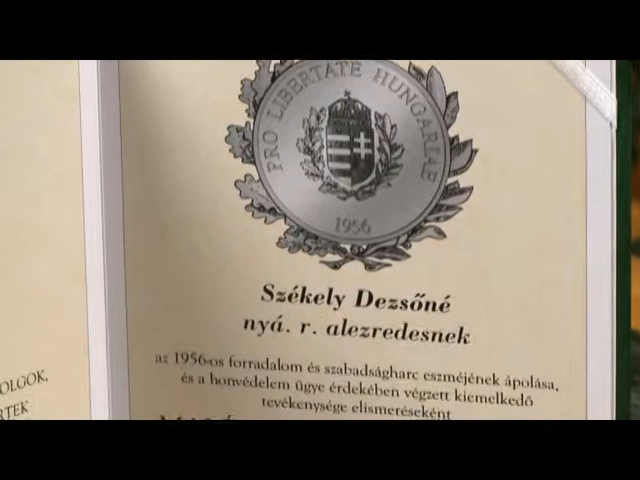 PRO LIBERTATE HUNGARIAE
1956
Székely Dezsőné
nyá. r. alezredesnek
az 1956-os forradalom és szabadságharc eszméjének ápolása,
és a honvédelem ügye érdekében végzett kiemelkedő
tevékenysége elismeréseként
OLGOK,
RTEK